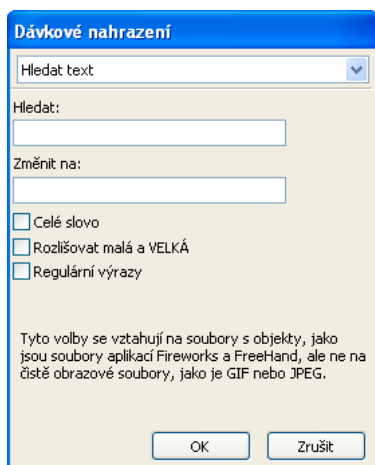 Dávkové nahrazení
Hledat text
Hledat:
Změnit na:
Celé slovo
Rozlišovat malá a VELKÁ
Regulární výrazy
Tyto volby se vztahují na soubory s objekty, jako
jsou soubory aplikací Fireworks a FreeHand, ale ne na
čistě obrazové soubory, jako je GIF nebo JPEG.
OK Zrušit